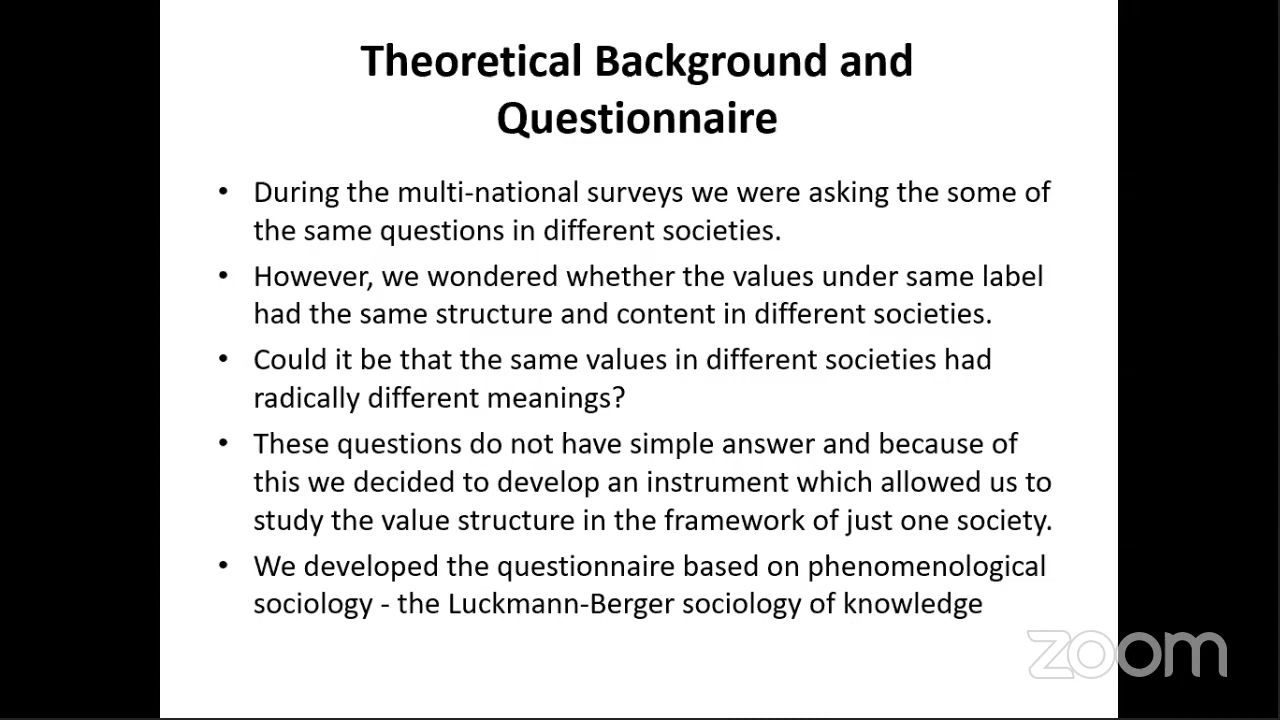 Theoretical Background and
Questionnaire
• During the multi-national surveys we were asking the some of
the same questions in different societies.
• However, we wondered whether the values under same label
had the same structure and content in different societies.
• Could it be that the same values in different societies had
radically different meanings?
• These questions do not have simple answer and because of
this we decided to develop an instrument which allowed us to
study the value structure in the framework of just one society.
• We developed the questionnaire based on phenomenological
sociology - the Luckmann-Berger sociology of knowledge
zoom